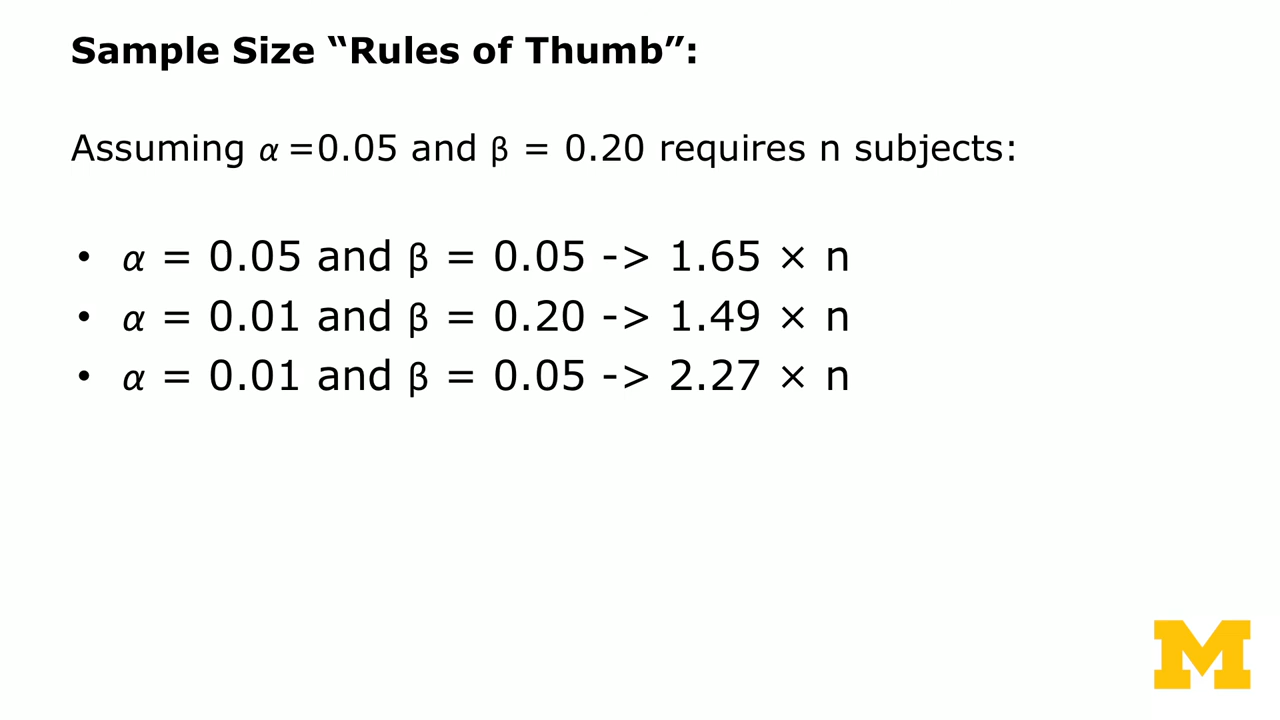 Sample Size “Rules of Thumb”:
Assuming α =0.05 and β = 0.20 requires n subjects:
• α = 0.05 and β = 0.05 -> 1.65 × n
• α = 0.01 and β = 0.20 -> 1.49 × n
• α = 0.01 and β = 0.05 -> 2.27 × n
M